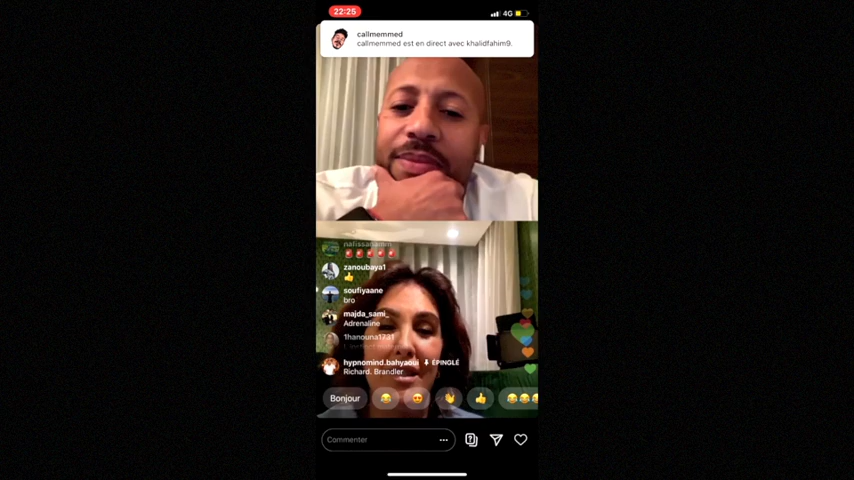 22:25
4G
callmemmed
callmemmed est en direct avec khalidfahim9.
zanoubaya1
soufiyaane
bro
majda_sami_
Adrenaline
1hanouna1731
hypnomind.bahyaoui ÉPINGLÉ
Richard. Brandler
Bonjour
Commenter